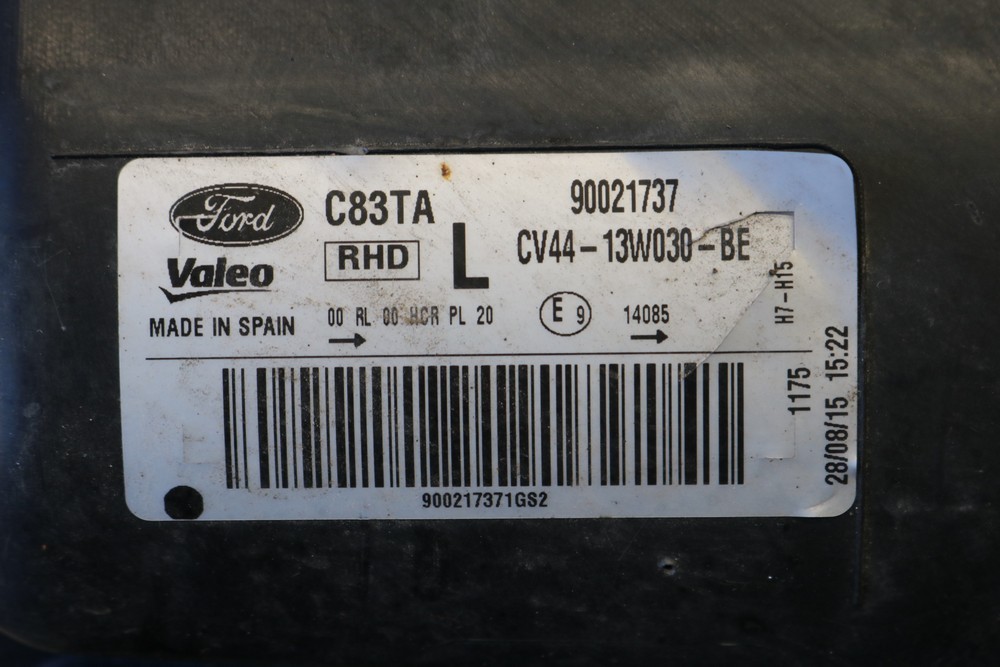 Ford C83TA 90021737
Valeo RHD L CV44-13W030-BE
MADE IN SPAIN 00 RL 00 HCR PL 20 E 9 14085
H7-H15
1175
28/08/15 15:22
900217371GS2